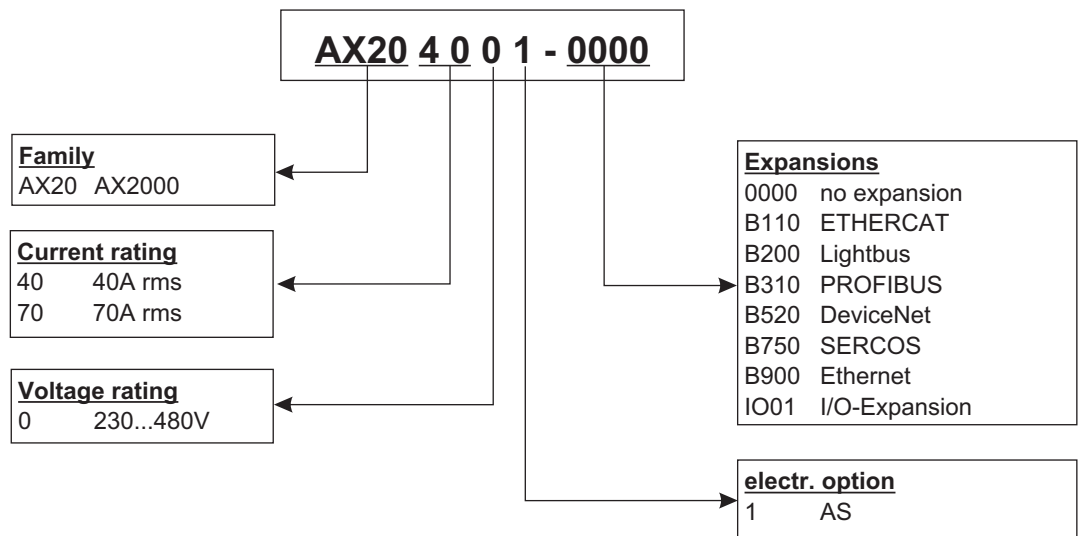 AX20 4 0 0 1 - 0000
Family
AX20 AX2000
Current rating
40 40A rms
70 70A rms
Voltage rating
0 230...480V
Expansions
0000 no expansion
B110 ETHERCAT
B200 Lightbus
B310 PROFIBUS
B520 DeviceNet
B750 SERCOS
B900 Ethernet
IO01 I/O-Expansion
electr. option
1 AS